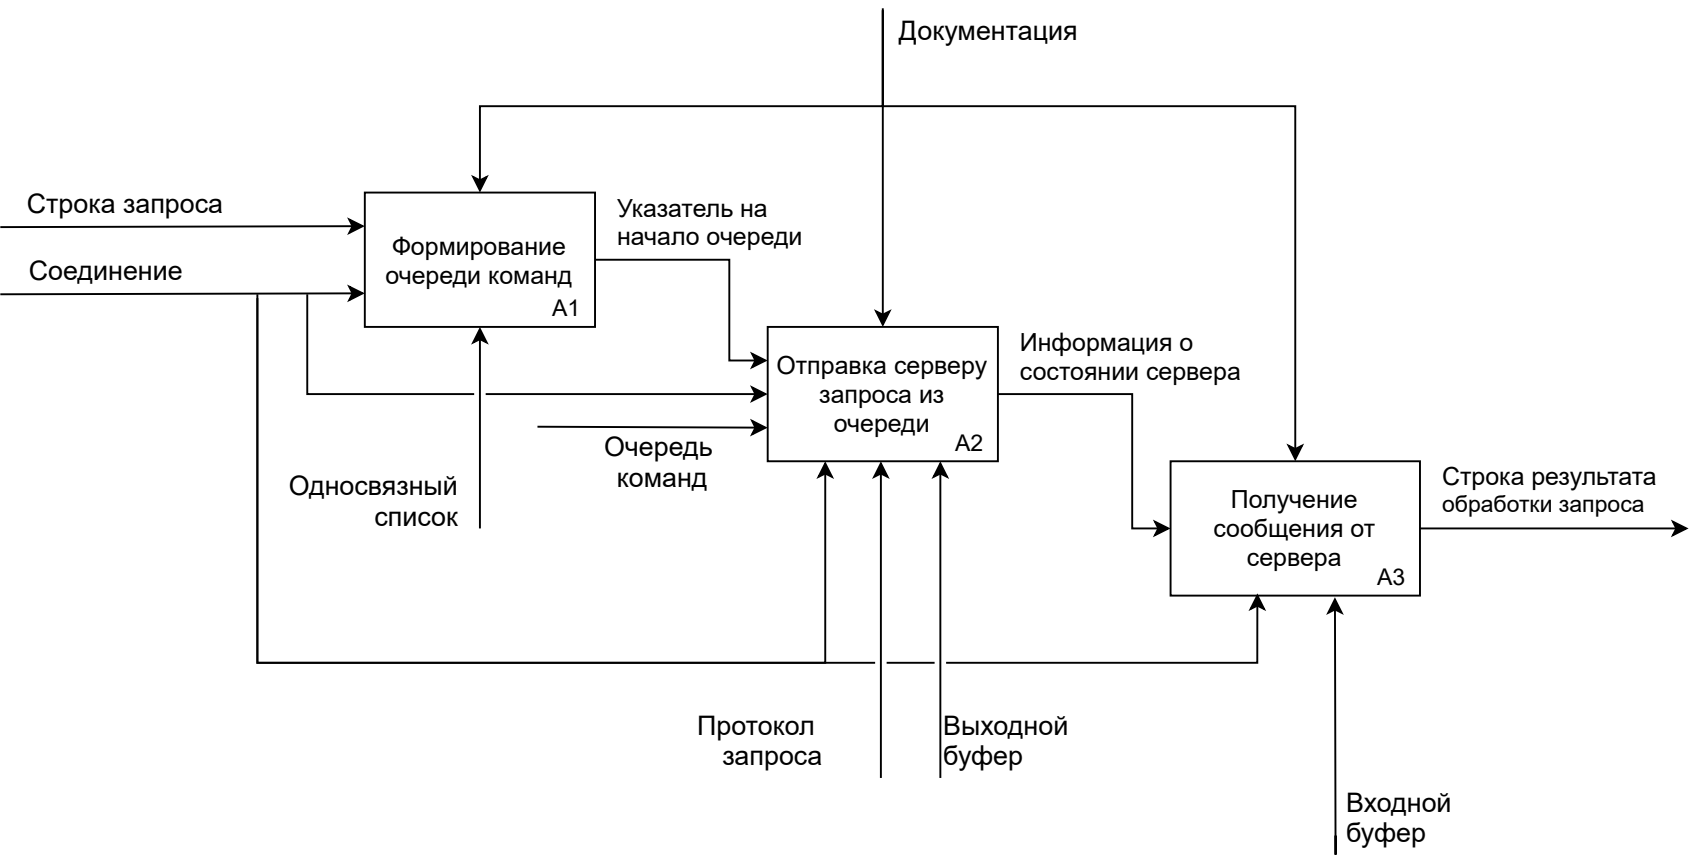 Документация
Строка запроса
Соединение
Формирование
очереди команд
A1
Указатель на
начало очереди
Отправка серверу
запроса из
очереди
A2
Информация о
состоянии сервера
Очередь
команд
Односвязный
список
Получение
сообщения от
сервера
A3
Строка результата
обработки запроса
Протокол
запроса
Выходной
буфер
Входной
буфер